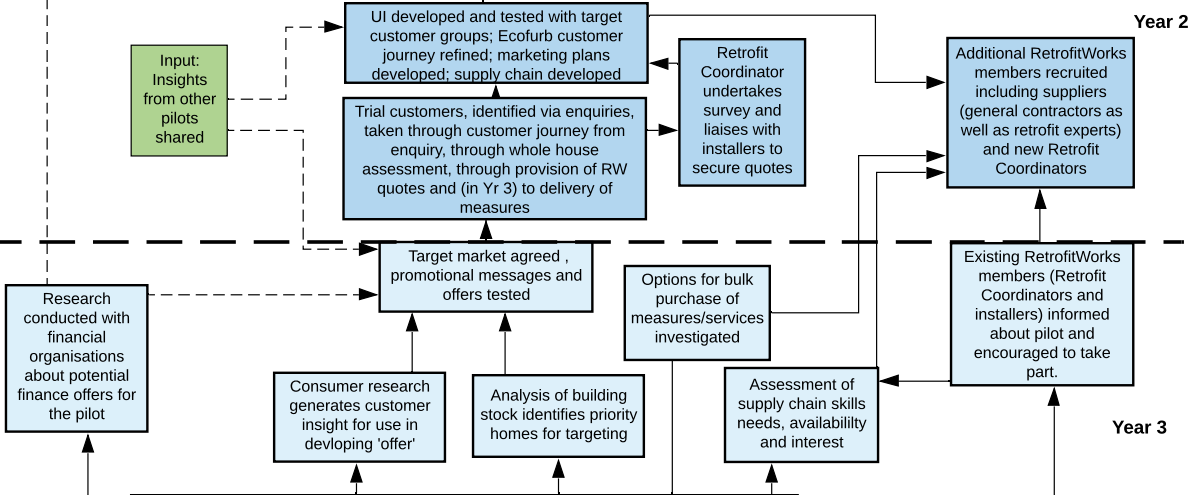 UI developed and tested with target
customer groups; Ecofurb customer
journey refined; marketing plans
developed; supply chain developed
Year 2
Input:
Insights
from other
pilots
shared
Retrofit
Coordinator
undertakes
survey and
liaises with
installers to
secure quotes
Additional RetrofitWorks
members recruited
including suppliers
(general contractors as
well as retrofit experts)
and new Retrofit
Coordinators
Trial customers, identified via enquiries,
taken through customer journey from
enquiry, through whole house
assessment, through provision of RW
quotes and (in Yr 3) to delivery of
measures
Target market agreed ,
promotional messages and
offers tested
Options for bulk
purchase of
measures/services
investigated
Existing RetrofitWorks
members (Retrofit
Coordinators and
installers) informed
about pilot and
encouraged to take
part.
Research
conducted with
financial
organisations
about potential
finance offers for
the pilot
Consumer research
generates customer
insight for use in
devloping 'offer'
Analysis of building
stock identifies priority
homes for targeting
Assessment of
supply chain skills
needs, availabililty
and interest
Year 3